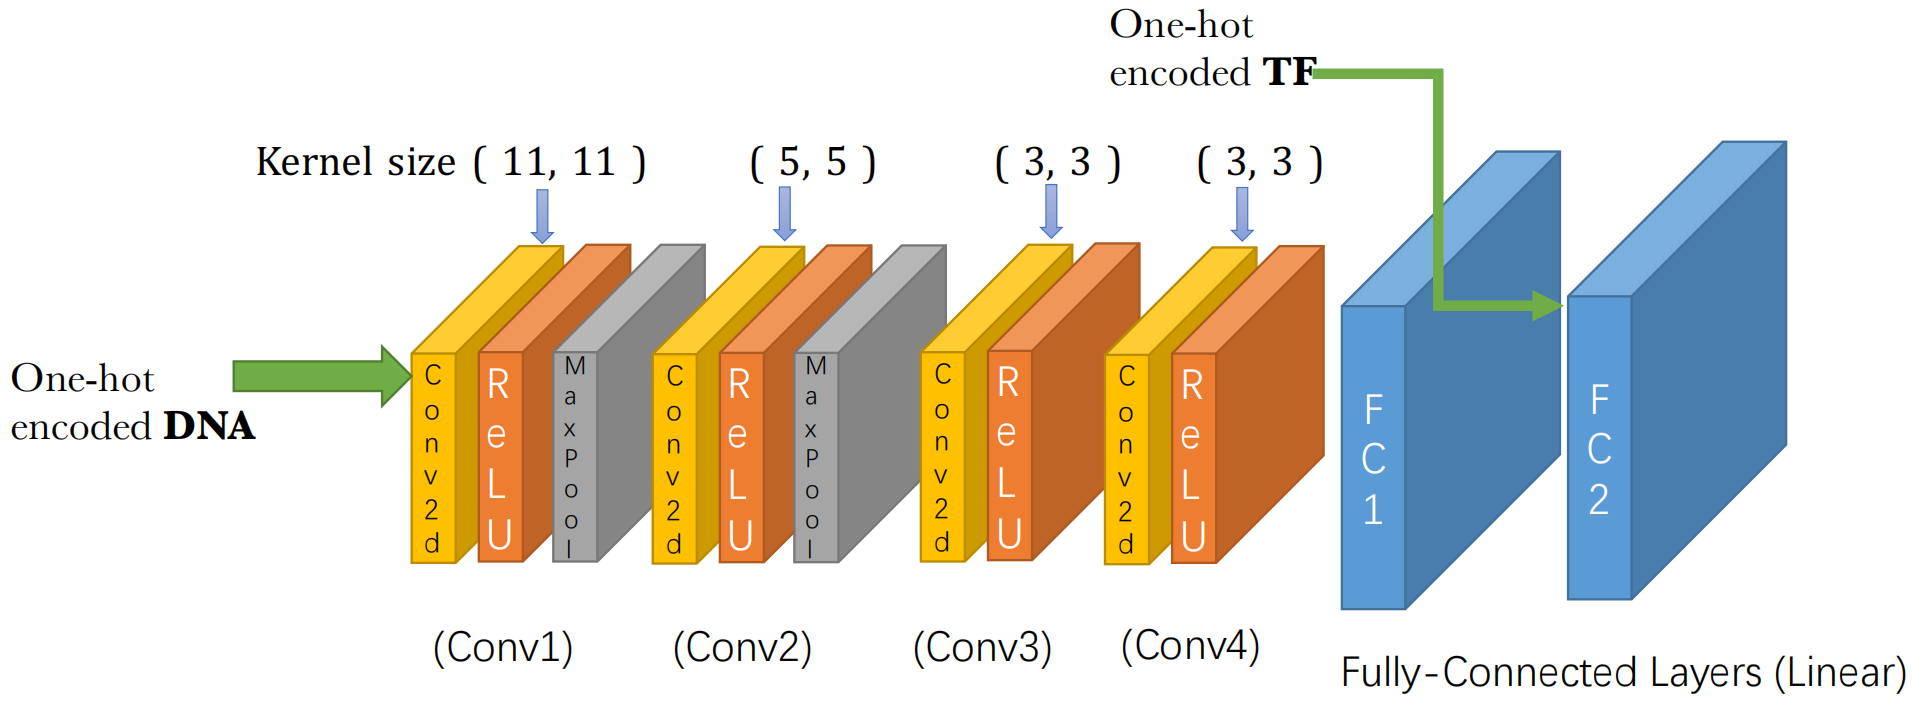 One-hot
encoded TF
Kernel size ( 11, 11 )
( 5, 5 )
( 3, 3 )
( 3, 3 )
One-hot
encoded DNA
Conv2d
ReLU
MaxPool
Conv2d
ReLU
MaxPool
Conv2d
ReLU
Conv2d
ReLU
FC1
FC2
(Conv1)
(Conv2)
(Conv3)
(Conv4)
Fully-Connected Layers (Linear)